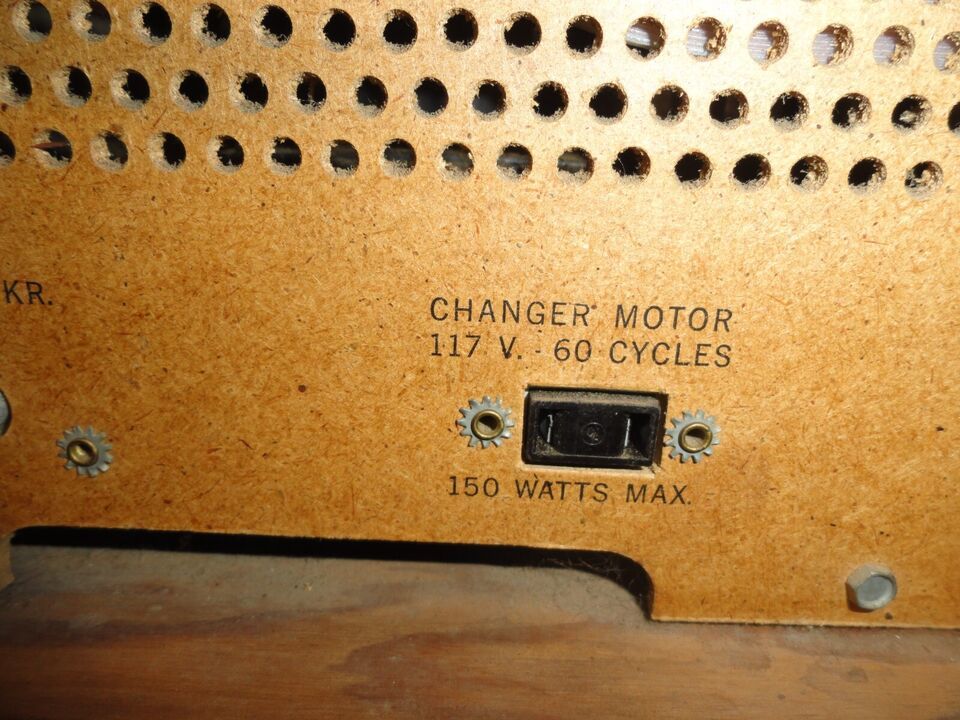 KR.
CHANGER MOTOR
117 V. - 60 CYCLES
150 WATTS MAX.